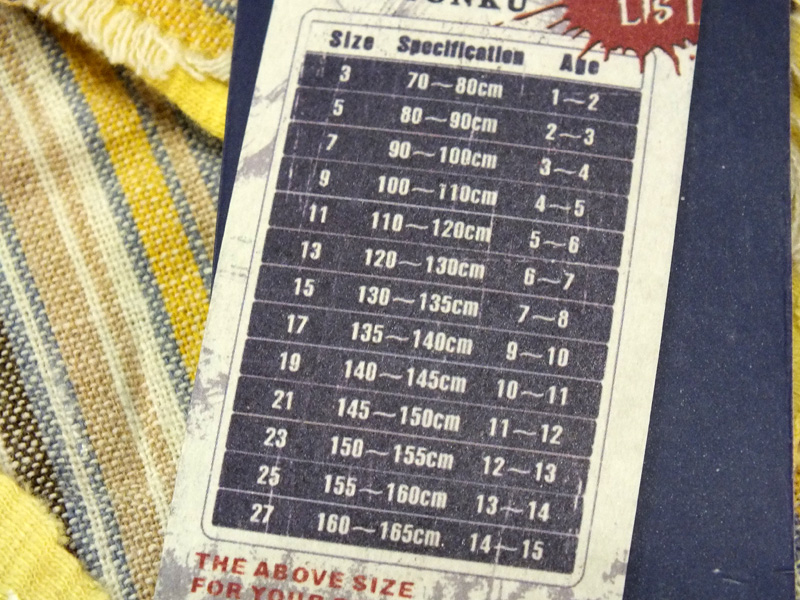 LIST
Size Specification Age
3 70~80cm 1~2
5 80~90cm 2~3
7 90~100cm 3~4
9 100~110cm 4~5
11 110~120cm 5~6
13 120~130cm 6~7
15 130~135cm 7~8
17 135~140cm 9~10
19 140~145cm 10~11
21 145~150cm 11~12
23 150~155cm 12~13
25 155~160cm 13~14
27 160~165cm. 14~15
THE ABOVE SIZE
FOR YOUR